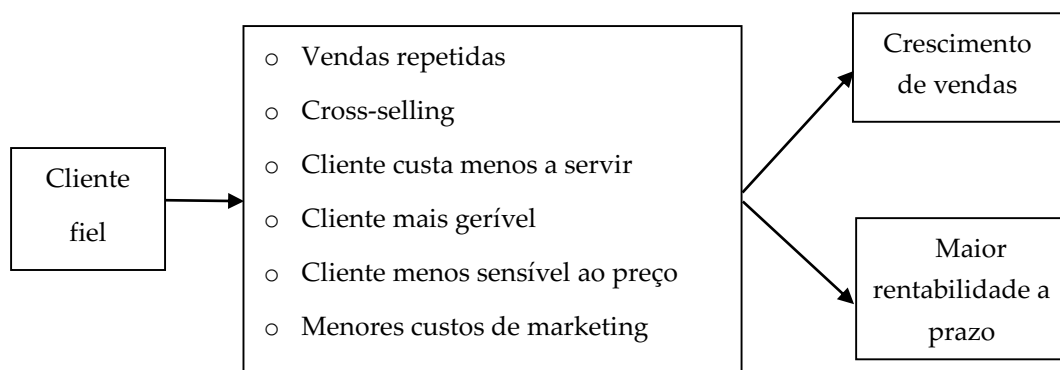 Cliente
fiel
o Vendas repetidas
o Cross-selling
o Cliente custa menos a servir
o Cliente mais gerível
o Cliente menos sensível ao preço
o Menores custos de marketing
Crescimento
de vendas
Maior
rentabilidade a
prazo